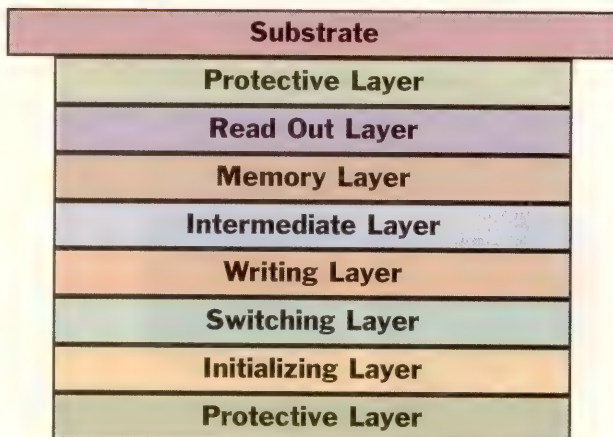 Substrate
Protective Layer
Read Out Layer
Memory Layer
Intermediate Layer
Writing Layer
Switching Layer
Initializing Layer
Protective Layer